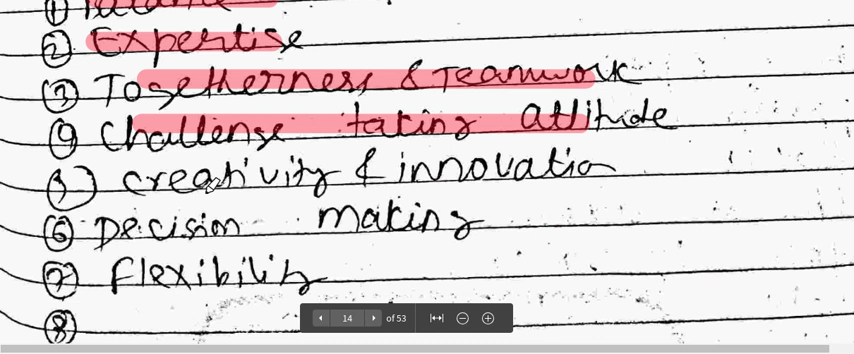 ①
② Expertise
③ Togetherness & Teamwork
④ Challenge taking attitude
⑤ creativity & innovation
⑥ Decision making
⑦ flexibility
⑧
14 of 53